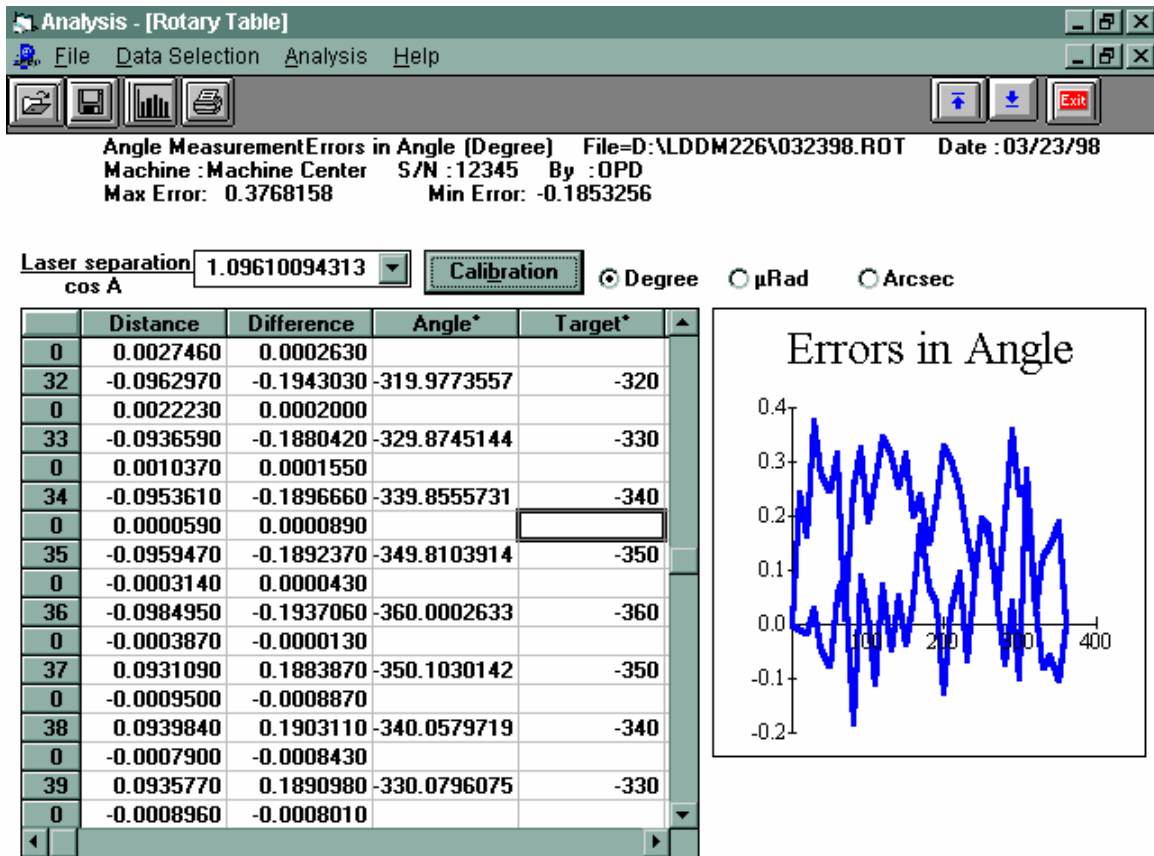 Analysis - [Rotary Table]
File Data Selection Analysis Help
Exit
Angle MeasurementErrors in Angle (Degree) File=D:\LDDM226\032398.ROT Date :03/23/98
Machine :Machine Center S/N :12345 By :OPD
Max Error: 0.3768158 Min Error: -0.1853256
Laser separation 1.09610094313 Calibration Degree µRad Arcsec
cos A
Distance Difference Angle* Target*
0 0.0027460 0.0002630
32 -0.0962970 -0.1943030 -319.9773557 -320
0 0.0022230 0.0002000
33 -0.0936590 -0.1880420 -329.8745144 -330
0 0.0010370 0.0001550
34 -0.0953610 -0.1896660 -339.8555731 -340
0 0.0000590 0.0000890
35 -0.0959470 -0.1892370 -349.8103914 -350
0 -0.0003140 0.0000430
36 -0.0984950 -0.1937060 -360.0002633 -360
0 -0.0003870 -0.0000130
37 0.0931090 0.1883870 -350.1030142 -350
0 -0.0009500 -0.0008870
38 0.0939840 0.1903110 -340.0579719 -340
0 -0.0007900 -0.0008430
39 0.0935770 0.1890980 -330.0796075 -330
0 -0.0008960 -0.0008010
Errors in Angle
0.4
0.3
0.2
0.1
0.0
100 200 300 400
-0.1
-0.2